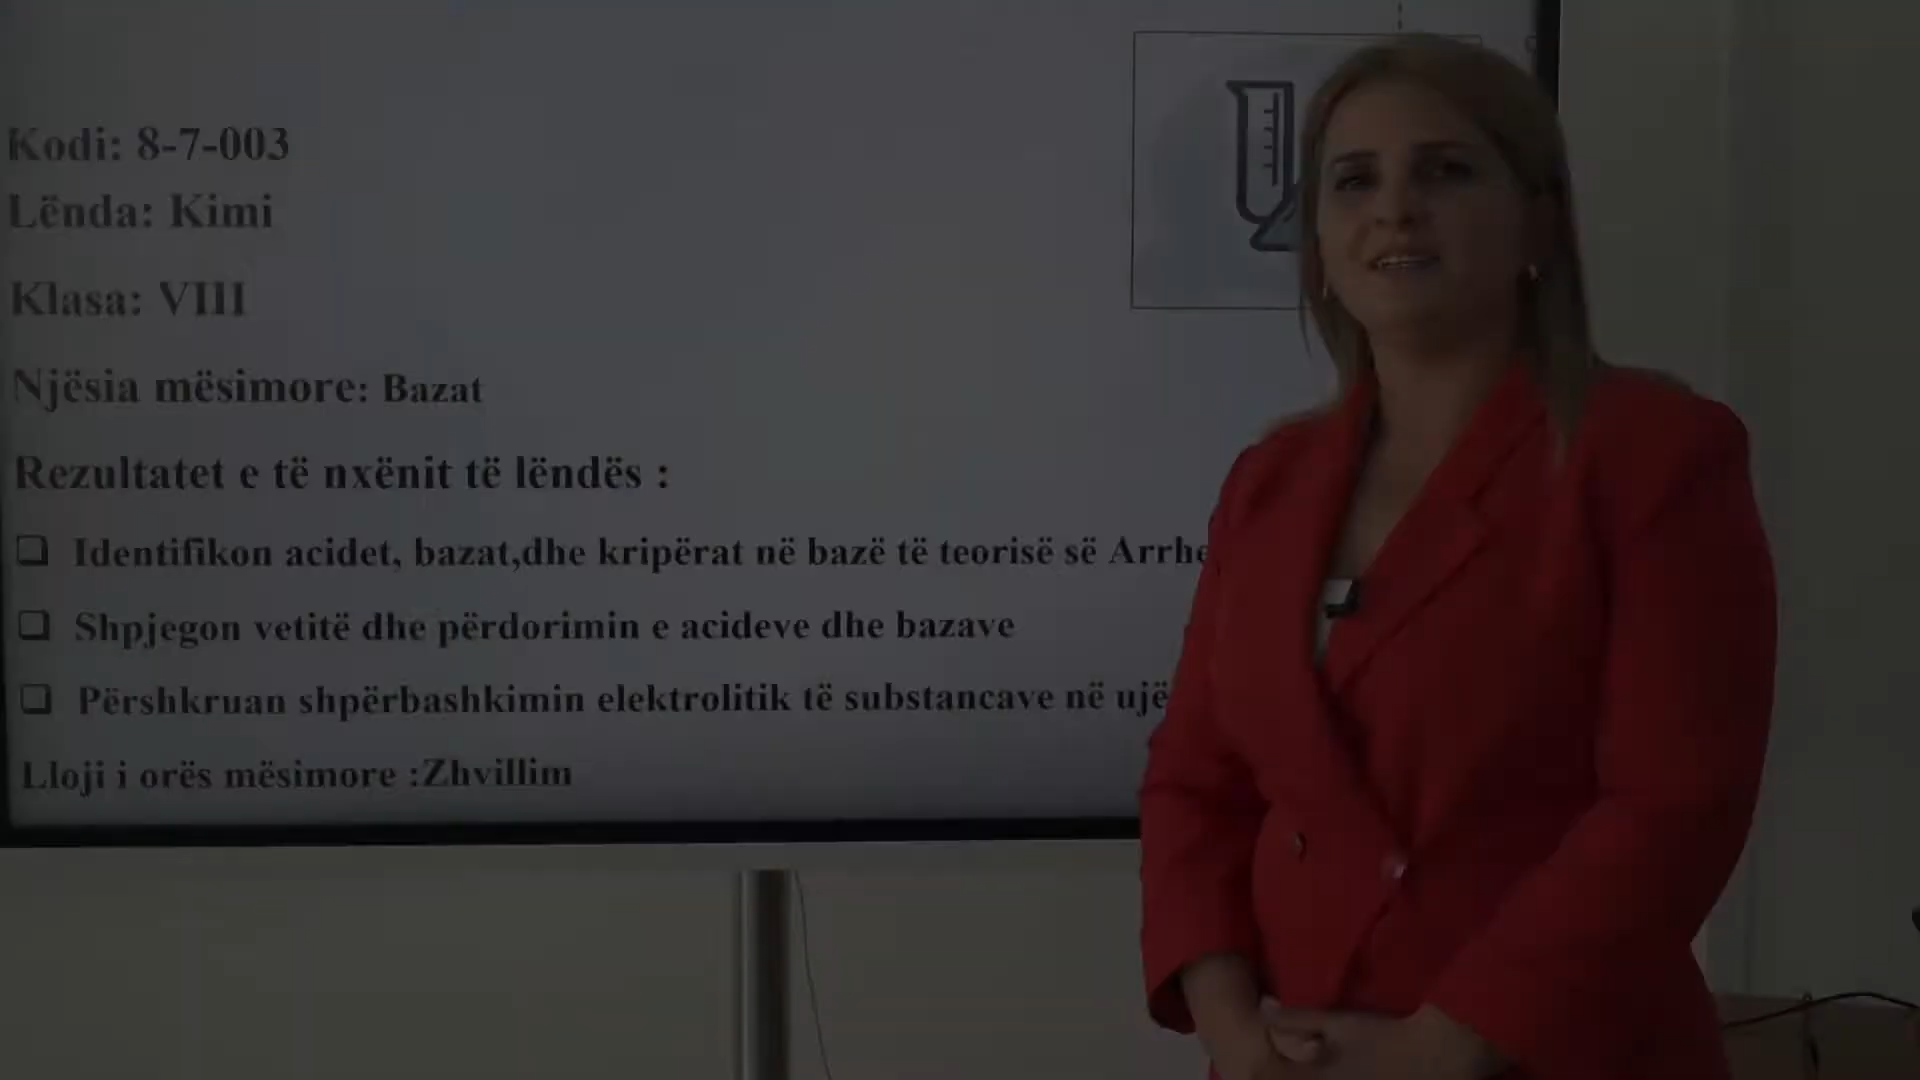 Kodi: 8-7-003
Lënda: Kimi
Klasa: VIII
Njësia mësimore: Bazat
Rezultatet e të nxënit të lëndës :
Identifikon acidet, bazat,dhe kripërat në bazë të teorisë së Arrhe
Shpjegon vetitë dhe përdorimin e acideve dhe bazave
Përshkruan shpërbashkimin elektrolitik të substancave në ujë
Lloji i orës mësimore :Zhvillim